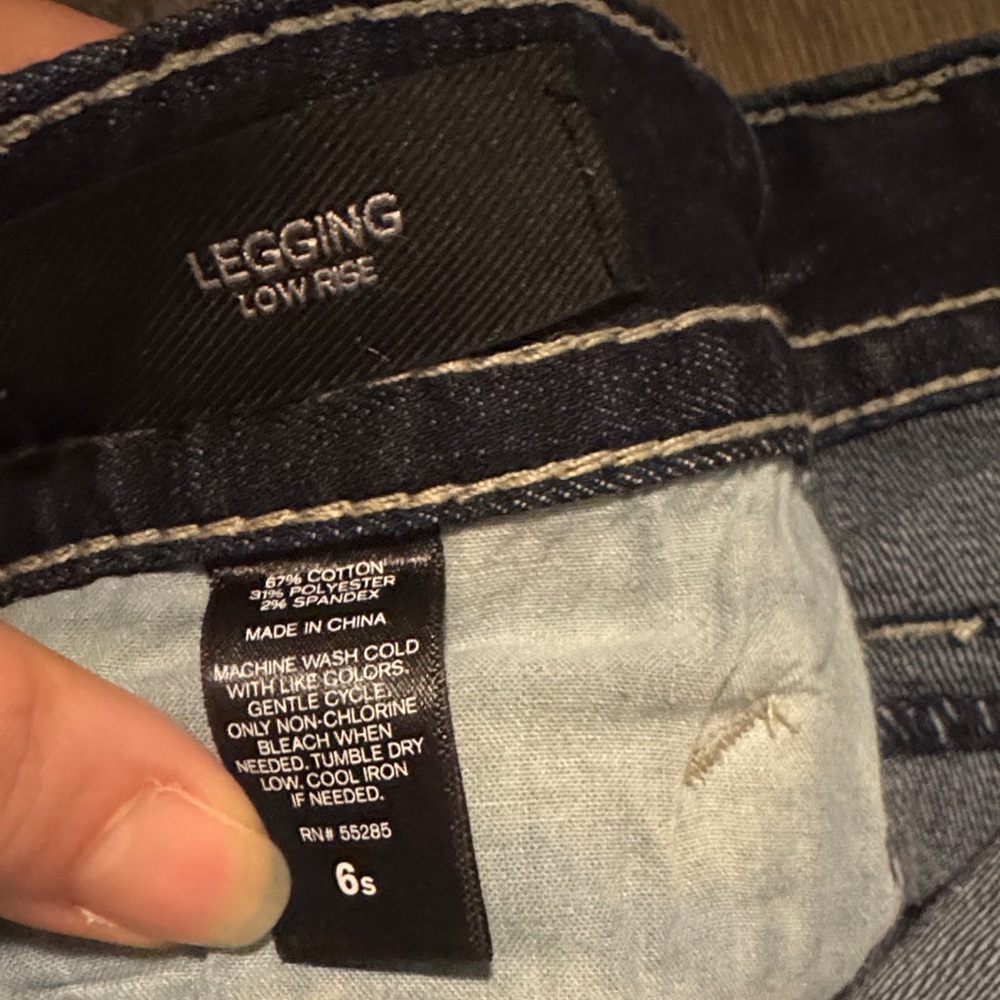 LEGGING
LOW RISE
67% COTTON
31% POLYESTER
2% SPANDEX
MADE IN CHINA
MACHINE WASH COLD
WITH LIKE COLORS.
GENTLE CYCLE.
ONLY NON-CHLORINE
BLEACH WHEN
NEEDED. TUMBLE DRY
LOW. COOL IRON
IF NEEDED.
RN# 55285
6s